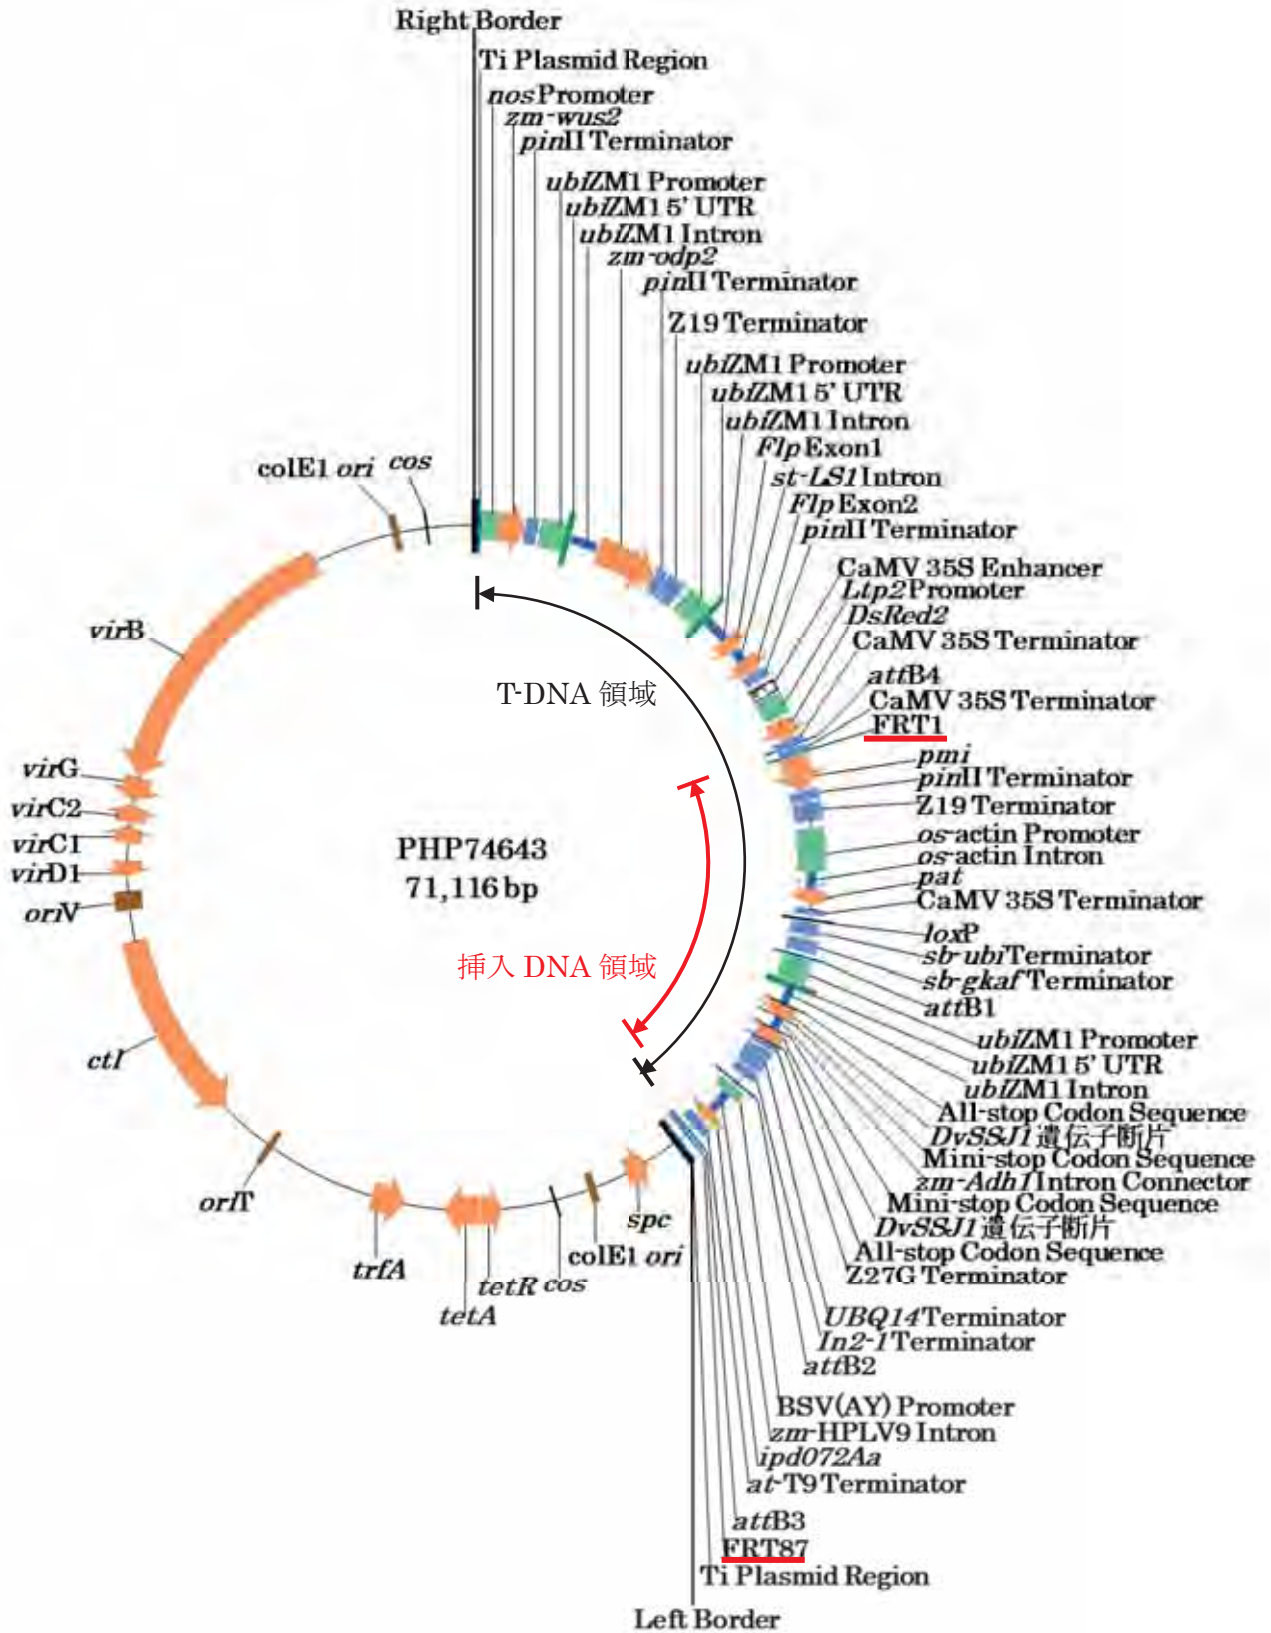 Right Border
Ti Plasmid Region
nos Promoter
zm-wus2
pinII Terminator
ubiZM1 Promoter
ubiZM1 5' UTR
ubiZM1 Intron
zm-odp2
pinII Terminator
Z19 Terminator
ubiZM1 Promoter
ubiZM1 5' UTR
ubiZM1 Intron
Flp Exon1
st-LS1 Intron
Flp Exon2
pinII Terminator
CaMV 35S Enhancer
Ltp2 Promoter
DsRed2
CaMV 35S Terminator
attB4
CaMV 35S Terminator
FRT1
pmi
pinII Terminator
Z19 Terminator
os-actin Promoter
os-actin Intron
pat
CaMV 35S Terminator
loxP
sb-ubi Terminator
sb-gkaf Terminator
attB1
ubiZM1 Promoter
ubiZM1 5' UTR
ubiZM1 Intron
All-stop Codon Sequence
DvSSJ1 遺伝子断片
Mini-stop Codon Sequence
zm-Adh1 Intron Connector
Mini-stop Codon Sequence
DvSSJ1 遺伝子断片
All-stop Codon Sequence
Z27G Terminator
UBQ14 Terminator
In2-1 Terminator
attB2
BSV(AY) Promoter
zm-HPLV9 Intron
ipd072Aa
at-T9 Terminator
attB3
FRT87
Ti Plasmid Region
Left Border
spc
colE1 ori
cos
tetR
tetA
trfA
oriT
ctI
oriV
virD1
virC1
virC2
virG
virB
colE1 ori
cos
T-DNA 領域
PHP74643
71,116 bp
挿入 DNA 領域